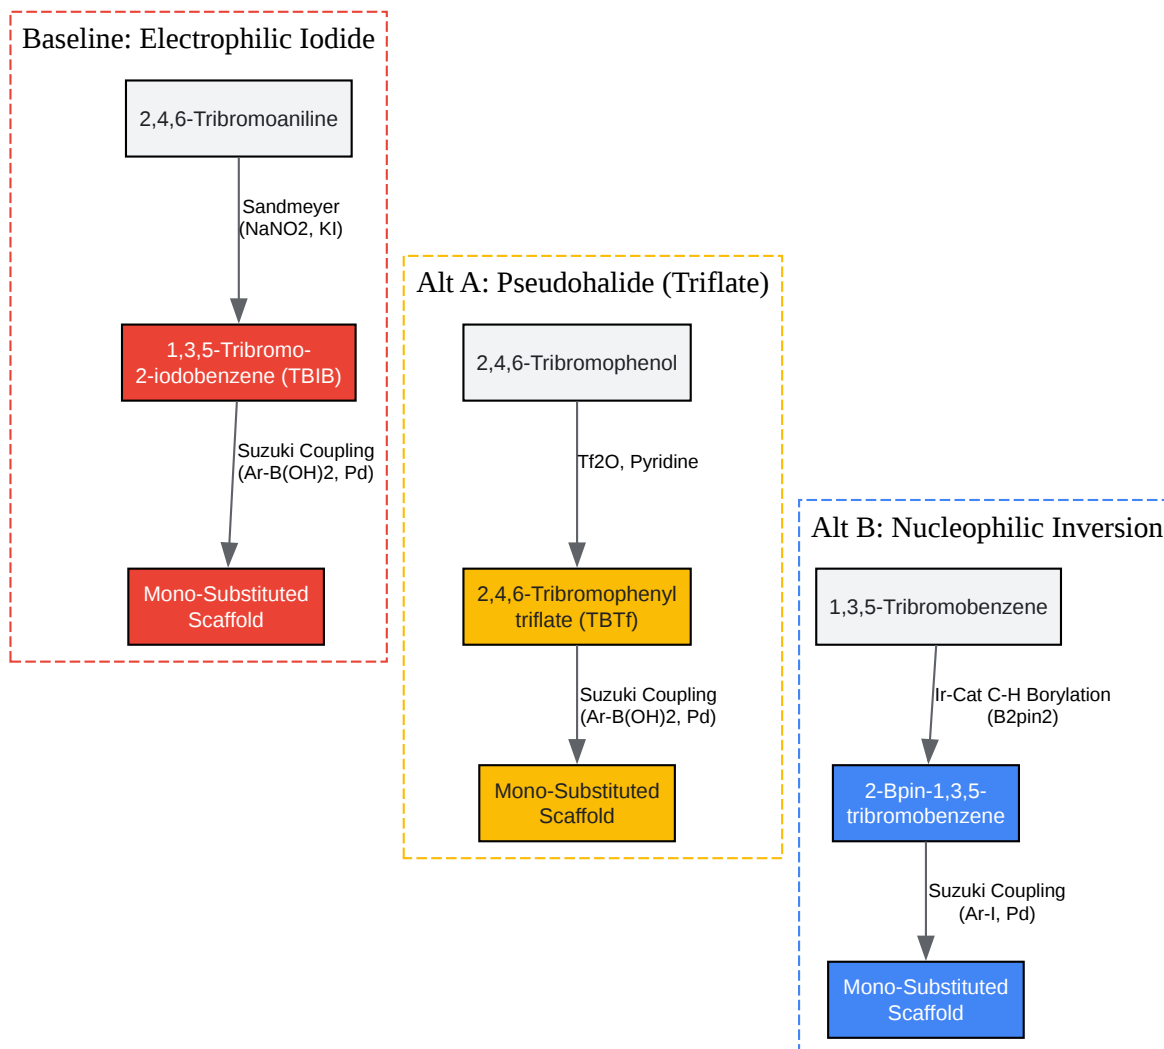 Baseline: Electrophilic Iodide
2,4,6-Tribromoaniline
Sandmeyer
(NaNO2, KI)
1,3,5-Tribromo-
2-iodobenzene (TBIB)
Suzuki Coupling
(Ar-B(OH)2, Pd)
Mono-Substituted
Scaffold
Alt A: Pseudohalide (Triflate)
2,4,6-Tribromophenol
Tf2O, Pyridine
2,4,6-Tribromophenyl
triflate (TBTf)
Suzuki Coupling
(Ar-B(OH)2, Pd)
Mono-Substituted
Scaffold
Alt B: Nucleophilic Inversion
1,3,5-Tribromobenzene
Ir-Cat C-H Borylation
(B2pin2)
2-Bpin-1,3,5-
tribromobenzene
Suzuki Coupling
(Ar-I, Pd)
Mono-Substituted
Scaffold